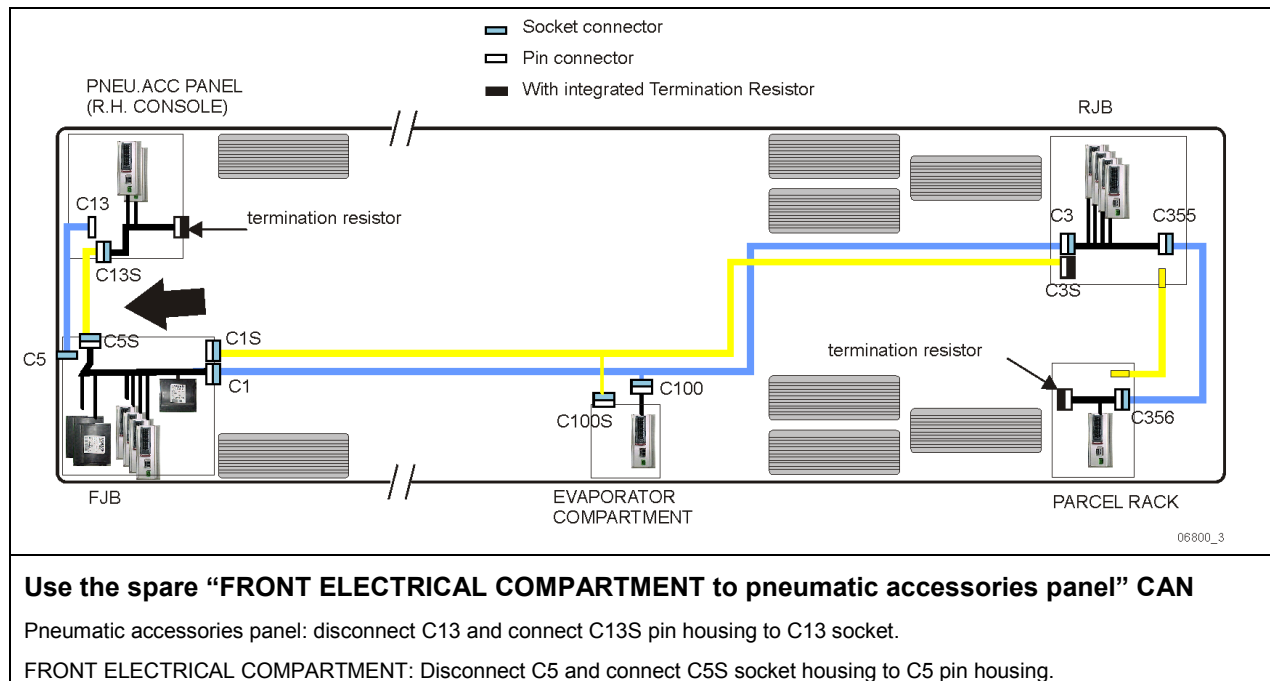 Socket connector
Pin connector
With integrated Termination Resistor
PNEU.ACC PANEL
(R.H. CONSOLE)
RJB
C13
termination resistor
C13S
C3
C355
C3S
C5
C5S
C1S
C1
termination resistor
C100
C100S
C356
FJB
EVAPORATOR
COMPARTMENT
PARCEL RACK
06800_3
Use the spare “FRONT ELECTRICAL COMPARTMENT to pneumatic accessories panel” CAN
Pneumatic accessories panel: disconnect C13 and connect C13S pin housing to C13 socket.
FRONT ELECTRICAL COMPARTMENT: Disconnect C5 and connect C5S socket housing to C5 pin housing.